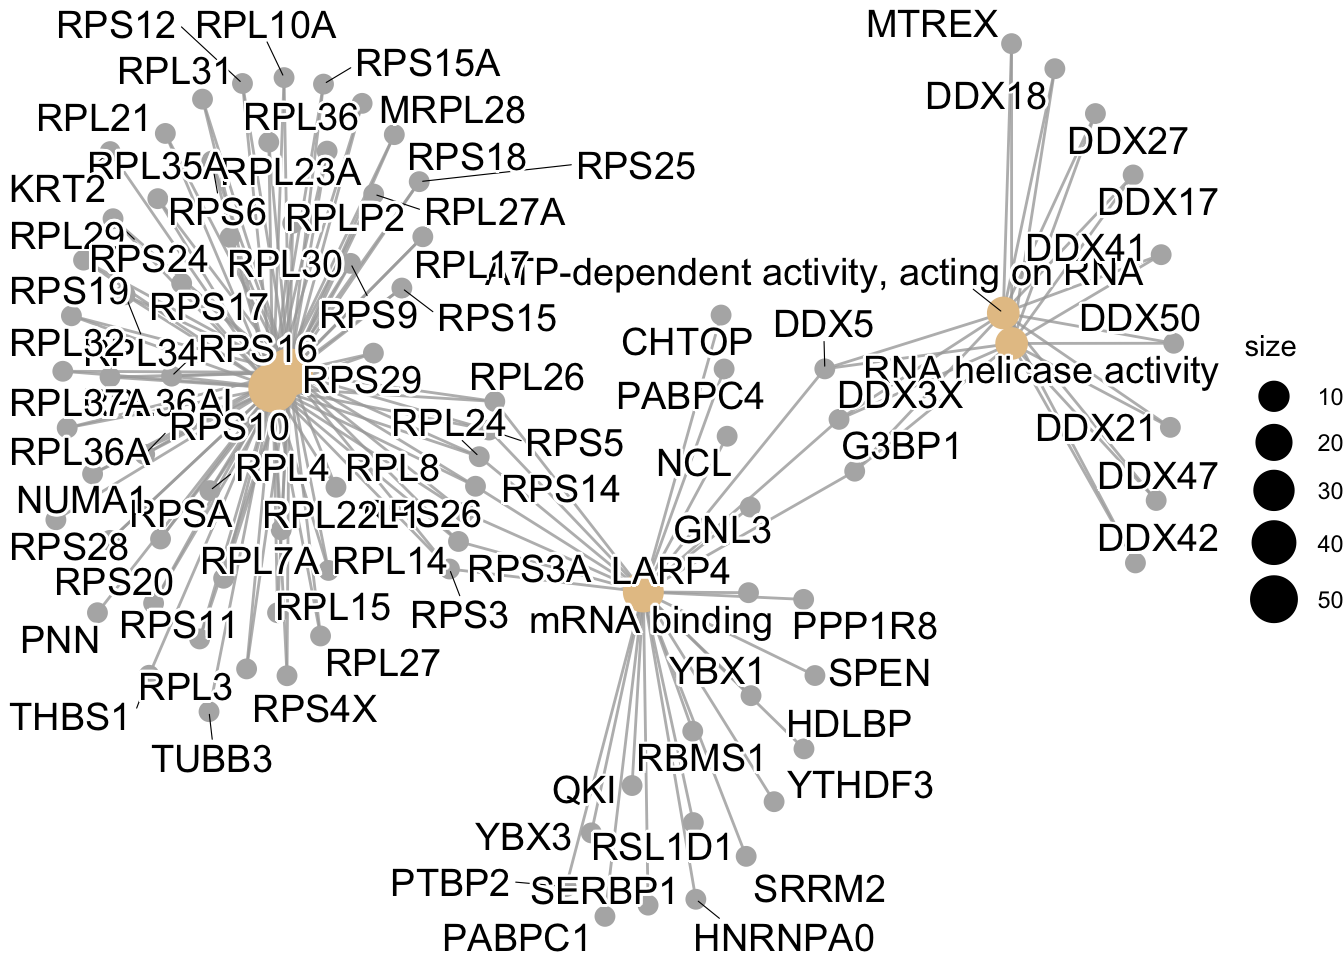 MTREX
RPS12
RPL10A
RPS15A
RPL31
DDX18
MRPL28
RPL36
RPL21
DDX27
RPS18
RPS25
RPL35A
RPL23A
KRT2
DDX17
RPS6
RPLP2
RPL27A
RPL29
DDX41
RPS24
RPL30
RPL17
ATP-dependent activity, acting on RNA
RPS19
RPS17
RPS9
RPS15
DDX5
DDX50
RPL32
RPL34
RPS16
CHTOP
size
RNA helicase activity
RPS29
RPL26
PABPC4
DDX3X
10
RPL37A
RPS10
RPL24
RPS5
G3BP1
DDX21
20
RPL36A
RPL4
RPL8
NCL
DDX47
30
RPS14
NUMA1
RPSA
RPL22L1
RPS26
GNL3
DDX42
40
RPS28
RPL7A
RPL14
RPS3A
LARP4
RPS20
50
RPL15
RPS3
mRNA binding
PPP1R8
RPS11
PNN
RPL27
YBX1
SPEN
RPL3
THBS1
RPS4X
HDLBP
TUBB3
RBMS1
QKI
YTHDF3
YBX3
RSL1D1
PTBP2
SERBP1
SRRM2
PABPC1
HNRNPA0